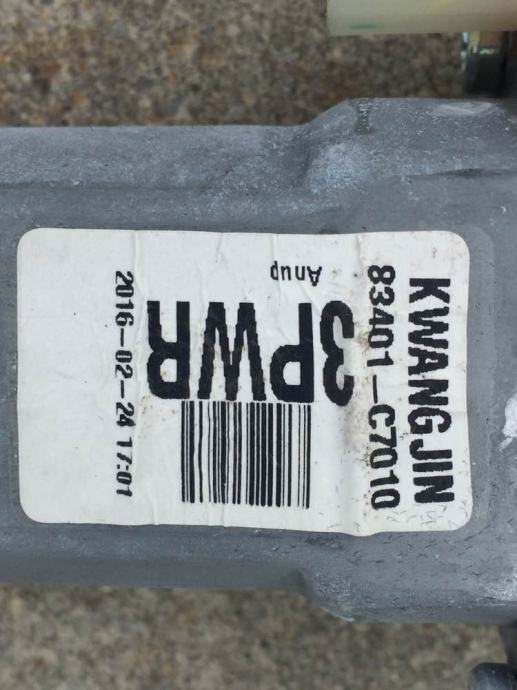 KWANGJIN
83401-C7010
3PWR
Anup
2016-02-24 17:01